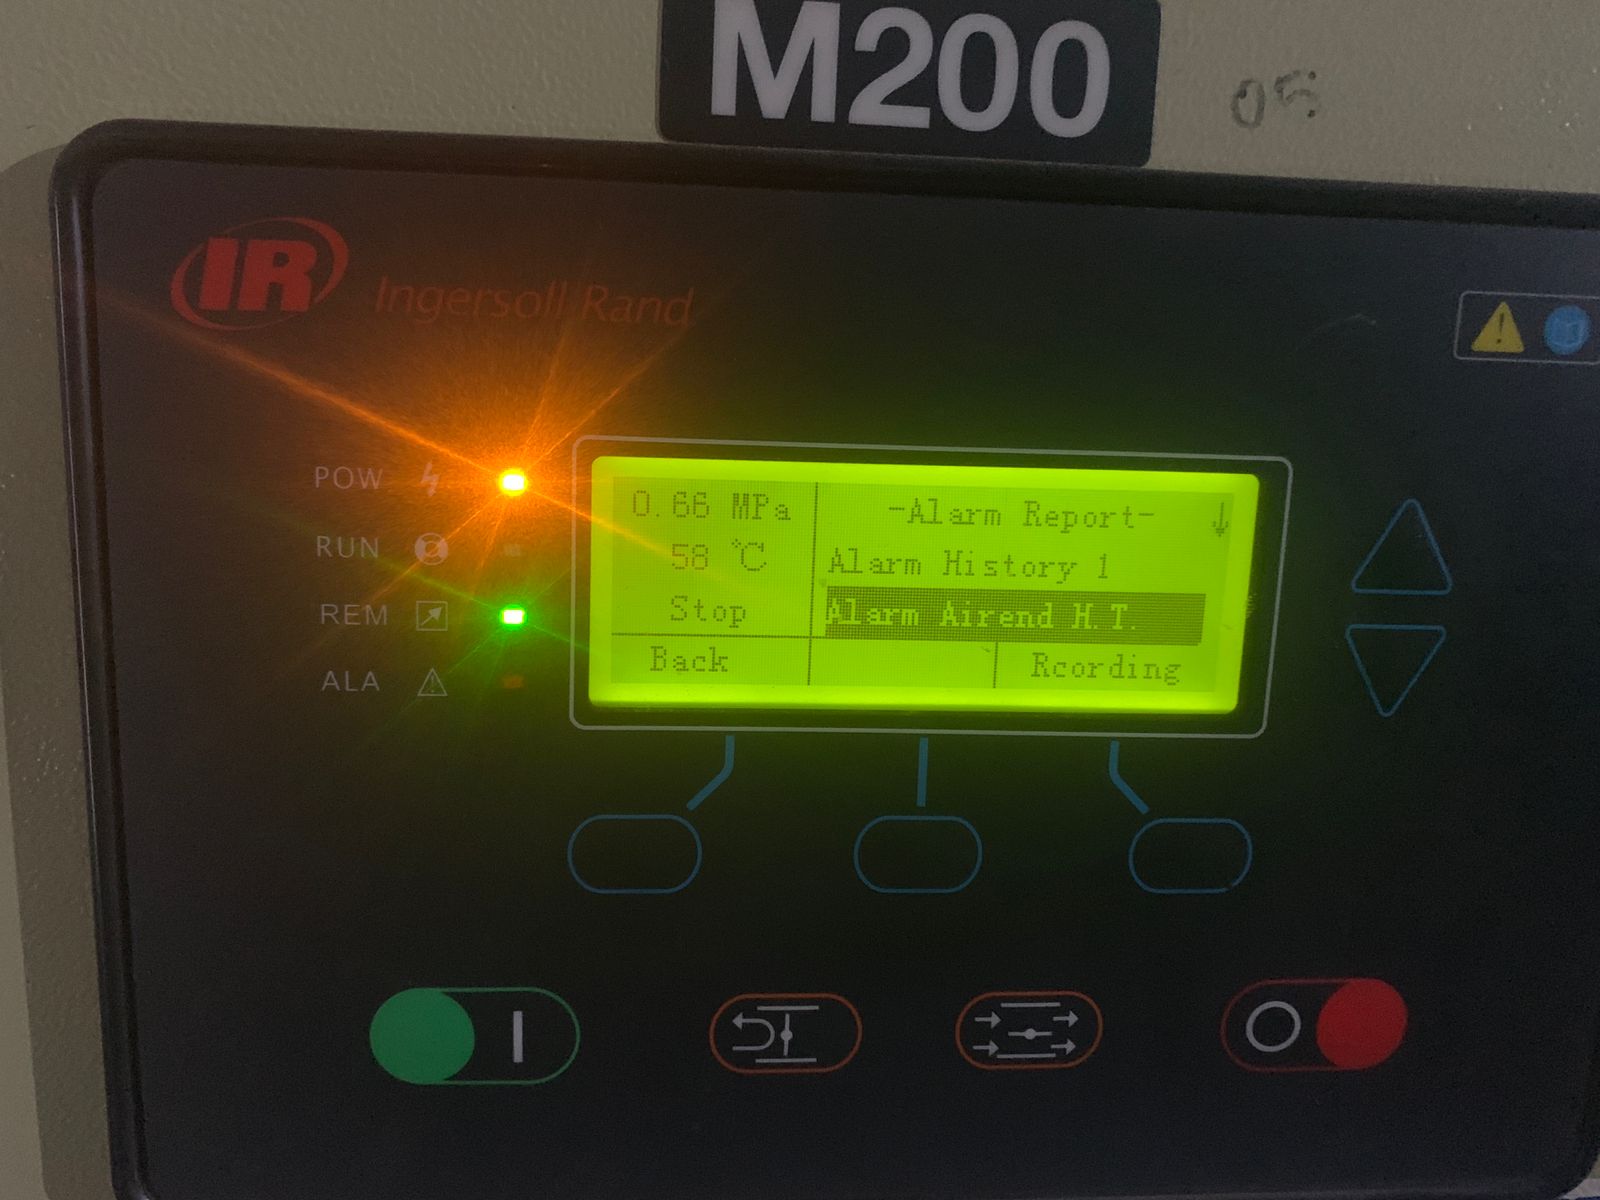 M200
05
IR Ingersoll Rand
POW
RUN
REM
ALA
0.66 MPa
58 ℃
Stop
-Alarm Report-
Alarm History 1
Alarm Airend H.T.
Back
Rcording